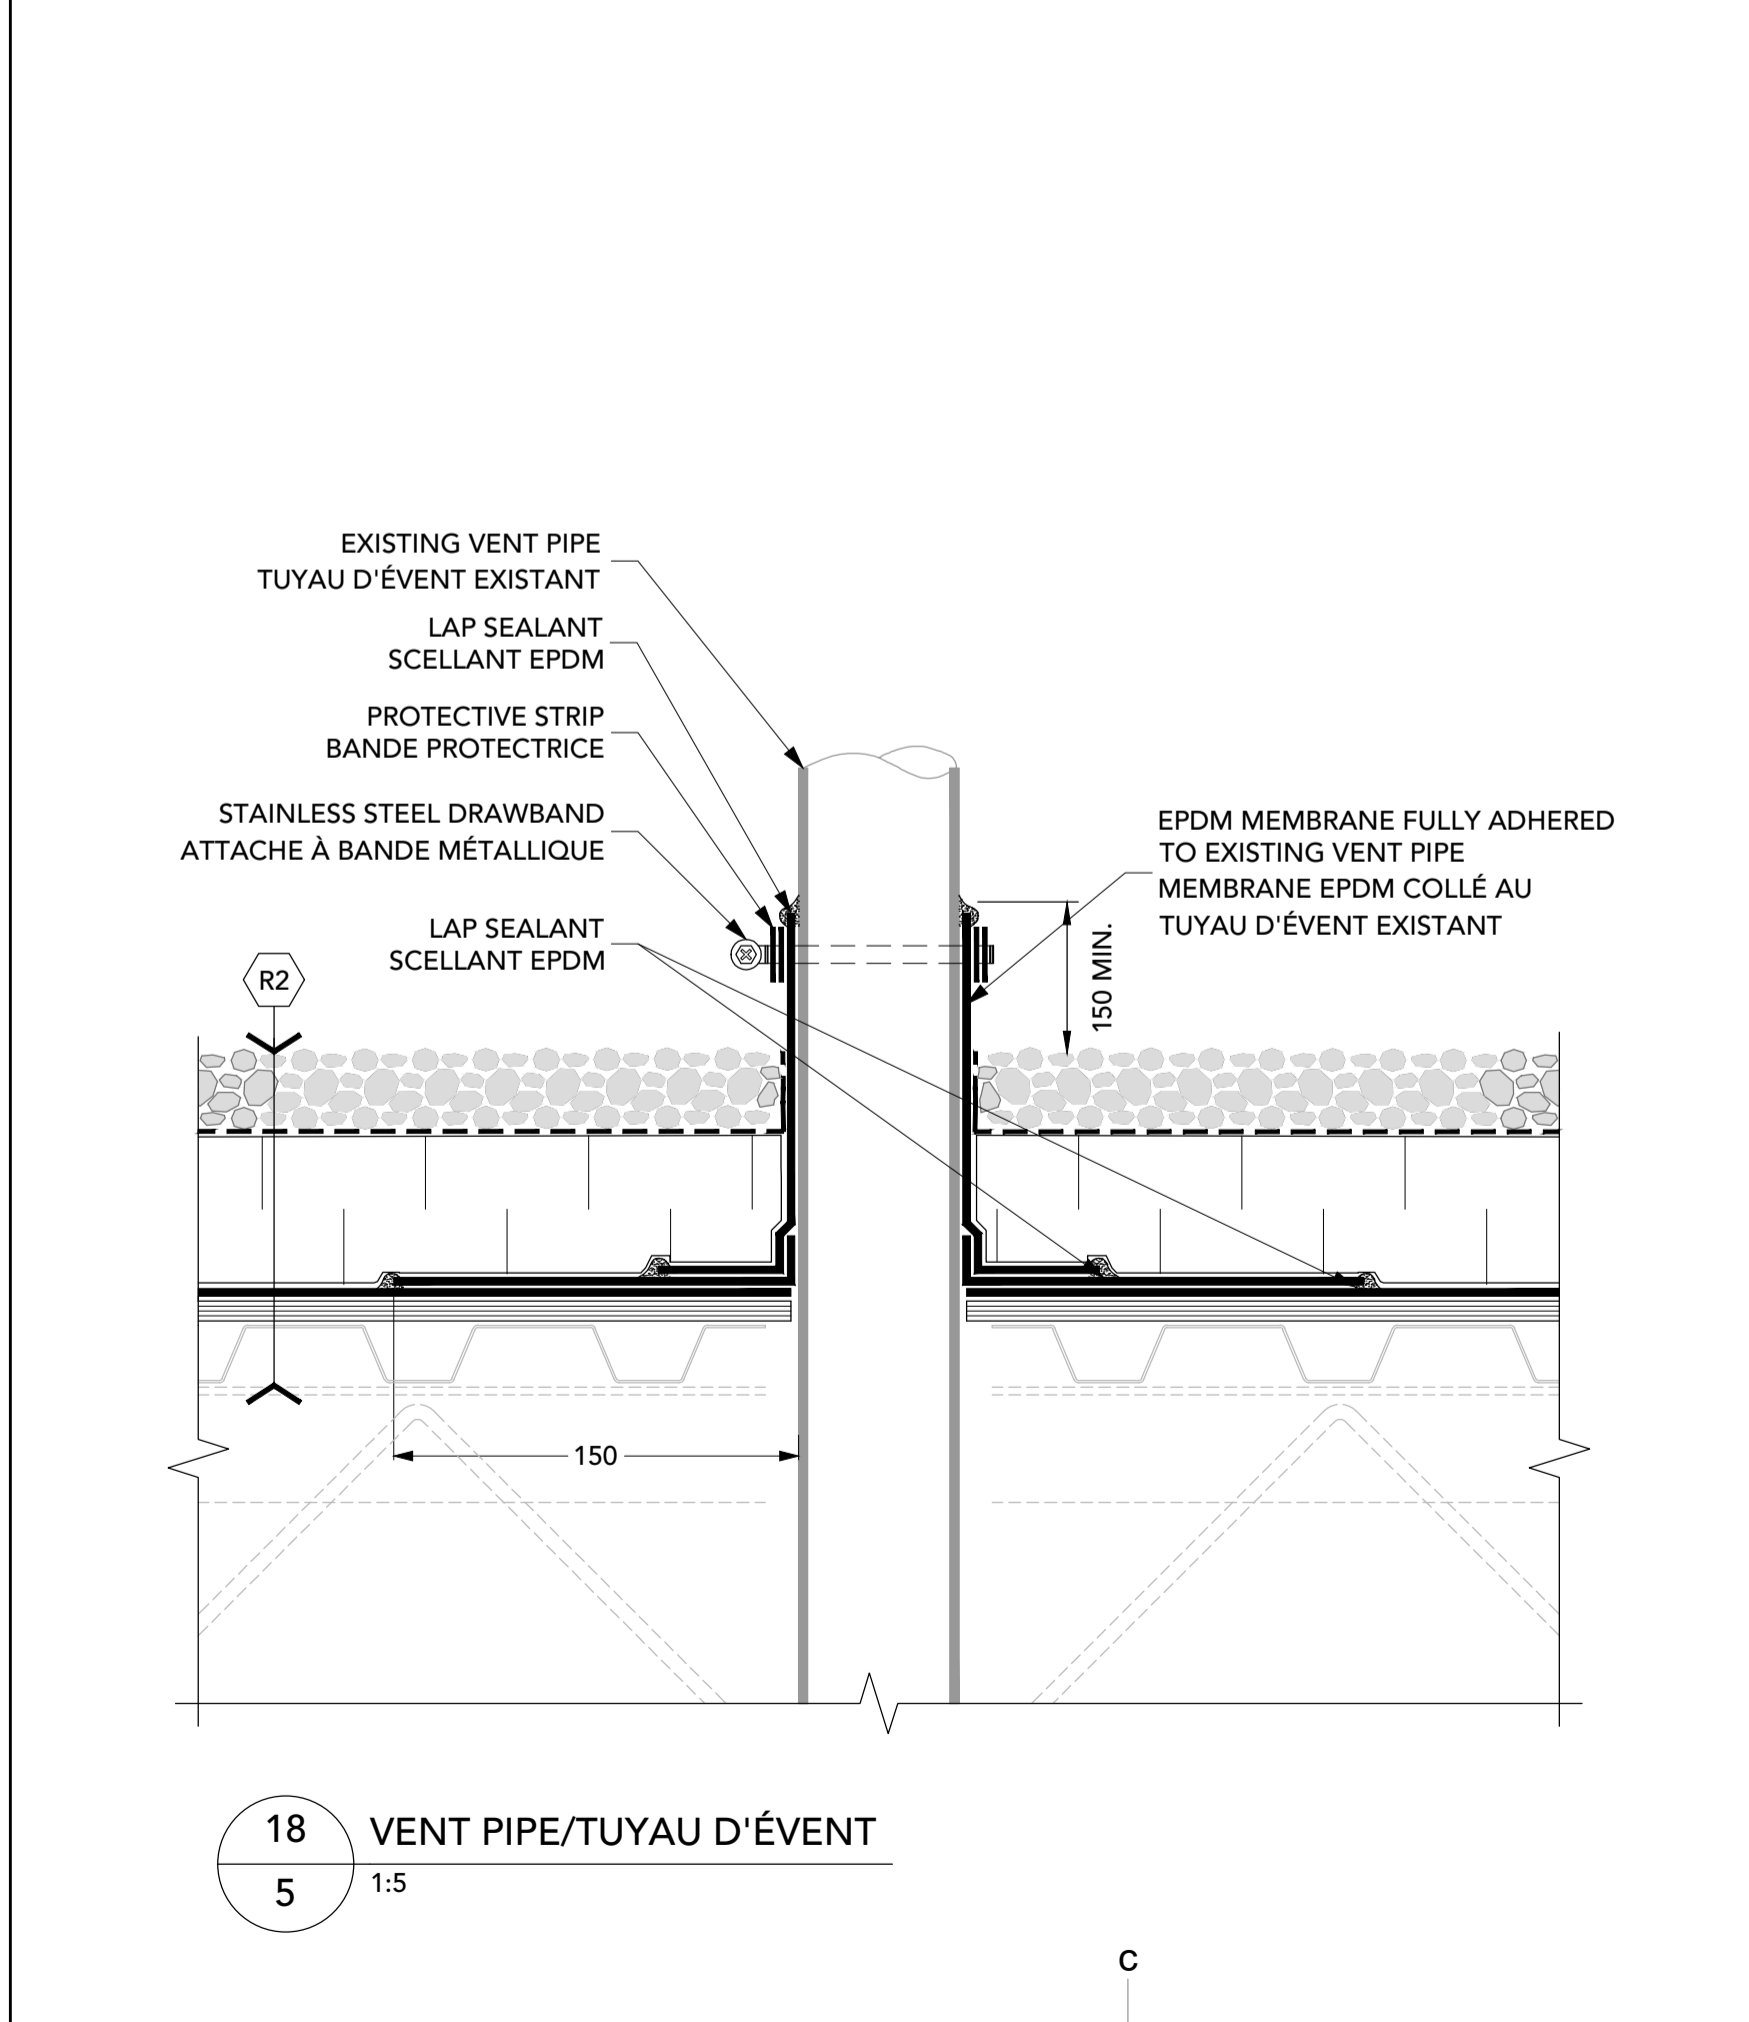 EXISTING VENT PIPE
TUYAU D'ÉVENT EXISTANT
LAP SEALANT
SCELLANT EPDM
PROTECTIVE STRIP
BANDE PROTECTRICE
STAINLESS STEEL DRAWBAND
ATTACHE À BANDE MÉTALLIQUE
LAP SEALANT
SCELLANT EPDM
EPDM MEMBRANE FULLY ADHERED
TO EXISTING VENT PIPE
MEMBRANE EPDM COLLÉ AU
TUYAU D'ÉVENT EXISTANT
150 MIN.
R2
150
18
5
VENT PIPE/TUYAU D'ÉVENT
1:5
C